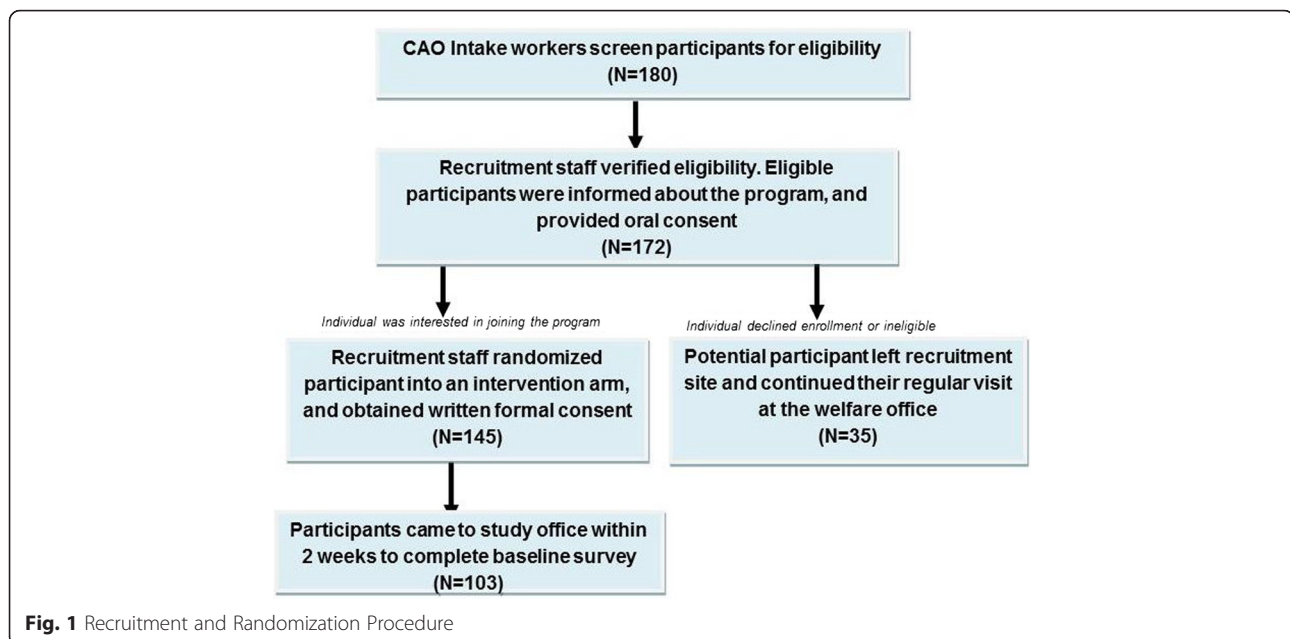 CAO Intake workers screen participants for eligibility
(N=180)
Recruitment staff verified eligibility. Eligible
participants were informed about the program, and
provided oral consent
(N=172)
Individual was interested in joining the program
Individual declined enrollment or ineligible
Recruitment staff randomized
participant into an intervention arm,
and obtained written formal consent
(N=145)
Potential participant left recruitment
site and continued their regular visit
at the welfare office
(N=35)
Participants came to study office within
2 weeks to complete baseline survey
(N=103)
Fig. 1 Recruitment and Randomization Procedure